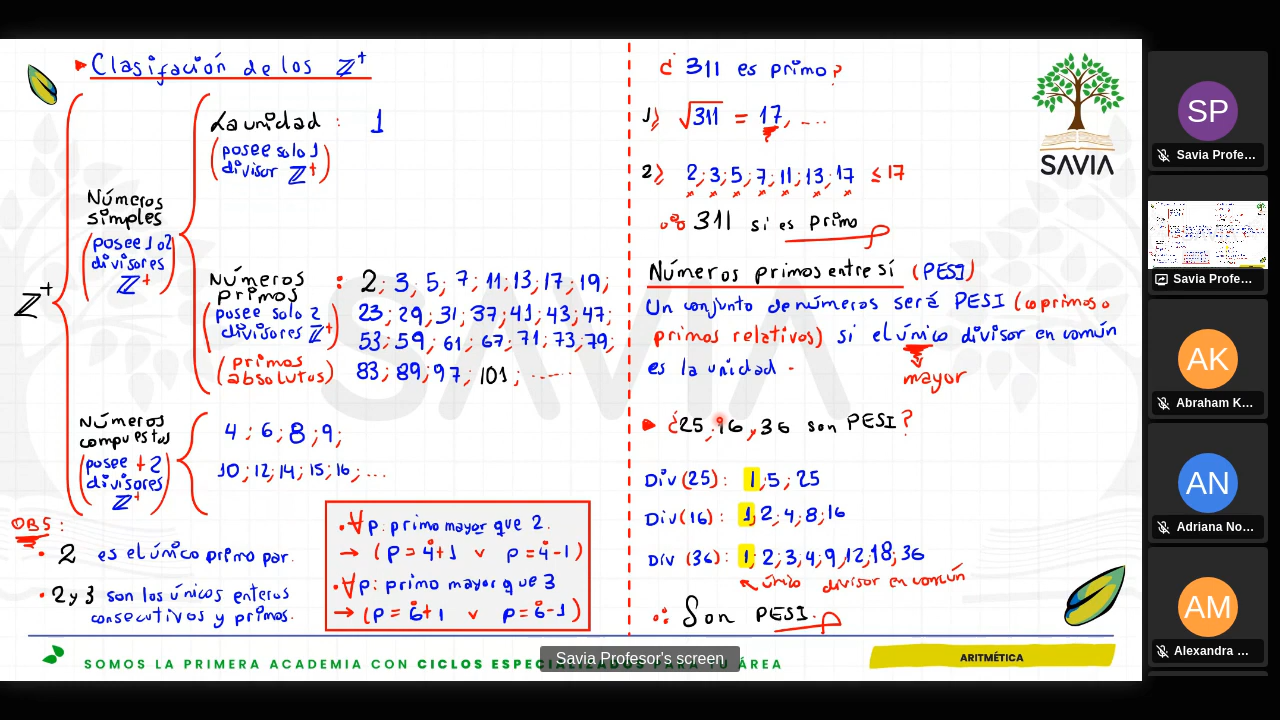 Clasifación de los ℤ⁺
ℤ⁺
Números
simples
(posee 1 o 2
divisores
ℤ⁺)
La unidad : 1
(posee solo 1
divisor ℤ⁺)
Números
primos
(posee solo 2
divisores ℤ⁺)
(primos
absolutos)
: 2; 3; 5; 7; 11; 13; 17; 19;
23; 29; 31; 37; 41; 43; 47;
53; 59; 61; 67; 71; 73; 79;
83; 89; 97; 101; ......
Números
compuestos
(posee + 2
divisores
ℤ⁺)
4; 6; 8; 9;
10; 12; 14; 15; 16; ...
OBS:
• 2 es el único primo par.
• 2 y 3 son los únicos enteros
consecutivos y primos.
• ∀ p: primo mayor que 2.
→ (p = 4̊+1 v p = 4̊-1)
• ∀ p: primo mayor que 3
→ (p = 6̊+1 v p = 6̊-1)
¿ 311 es primo?
1) √311 = 17, ....
2) 2; 3; 5; 7; 11; 13; 17 ≤ 17
∴ 311 si es primo
Números primos entre sí (PESI)
Un conjunto de números será PESI (coprimos o
primos relativos) si el único divisor en común
mayor
es la unidad.
¿25; 16; 36 son PESI?
Div (25): 1; 5; 25
Div (16): 1; 2; 4; 8; 16
Div (36): 1; 2; 3; 4; 9; 12; 18; 36
único divisor en común
∴ Son PESI.
SAVIA
SAVIA
SOMOS LA PRIMERA ACADEMIA CON CICLOS ESPECIALIZADOS PARA TU ÁREA
Savia Profesor's screen
ARITMÉTICA
SP
Savia Profe...
Savia Profe...
AK
Abraham K...
AN
Adriana No...
AM
Alexandra ...